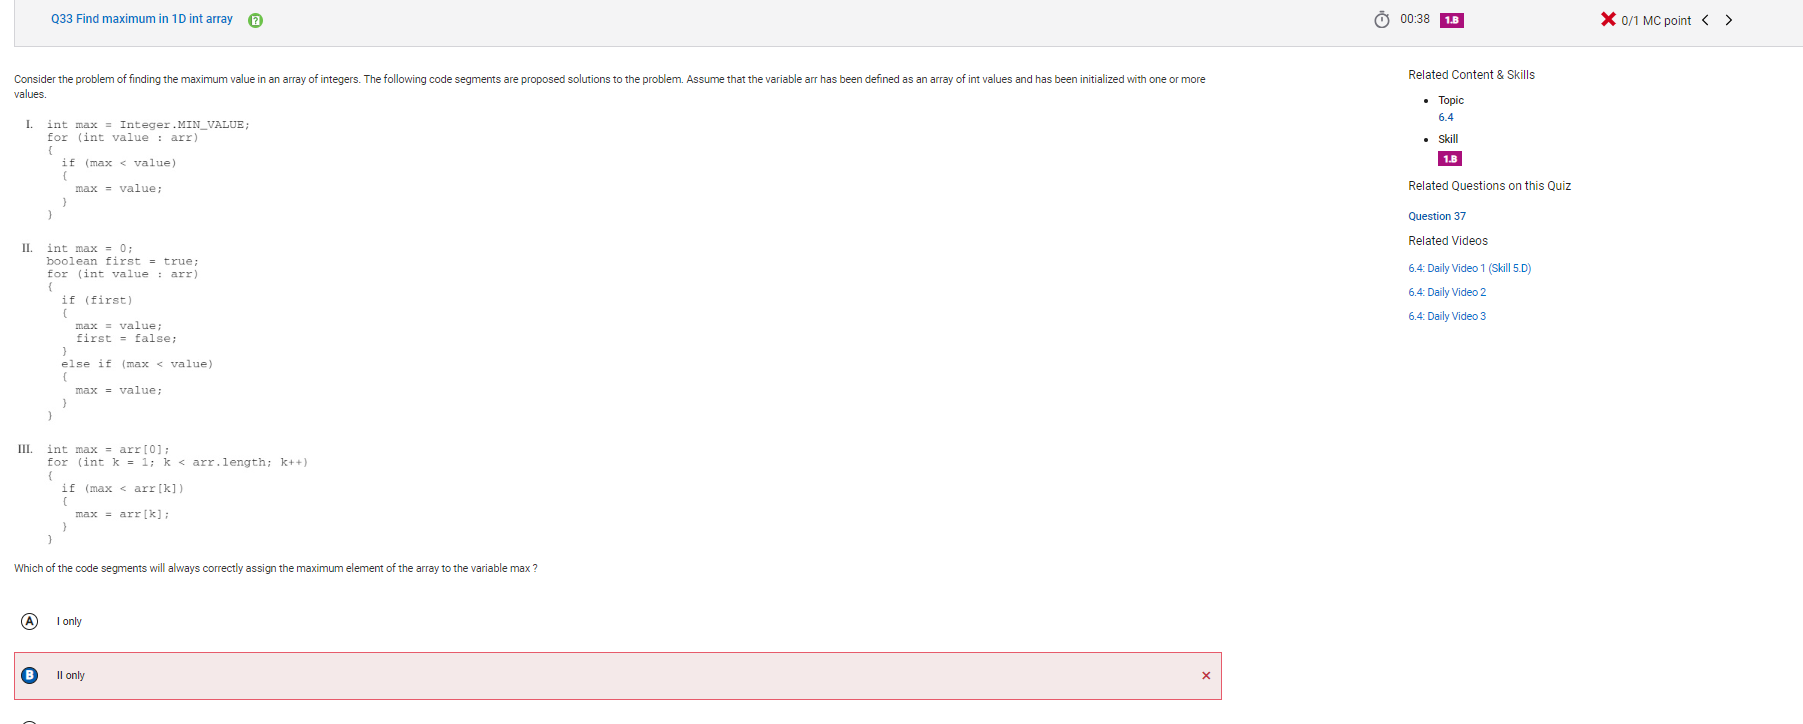 Q33 Find maximum in 1D int array
00:38 1.B
0/1 MC point
Consider the problem of finding the maximum value in an array of integers. The following code segments are proposed solutions to the problem. Assume that the variable arr has been defined as an array of int values and has been initialized with one or more
values.
I. int max = Integer.MIN_VALUE;
for (int value : arr)
{
if (max < value)
{
max = value;
}
}
II. int max = 0;
boolean first = true;
for (int value : arr)
{
if (first)
{
max = value;
first = false;
}
else if (max < value)
{
max = value;
}
}
III. int max = arr[0];
for (int k = 1; k < arr.length; k++)
{
if (max < arr[k])
{
max = arr[k];
}
}
Which of the code segments will always correctly assign the maximum element of the array to the variable max ?
A I only
B II only
Related Content & Skills
Topic
6.4
Skill
1.B
Related Questions on this Quiz
Question 37
Related Videos
6.4: Daily Video 1 (Skill 5.D)
6.4: Daily Video 2
6.4: Daily Video 3